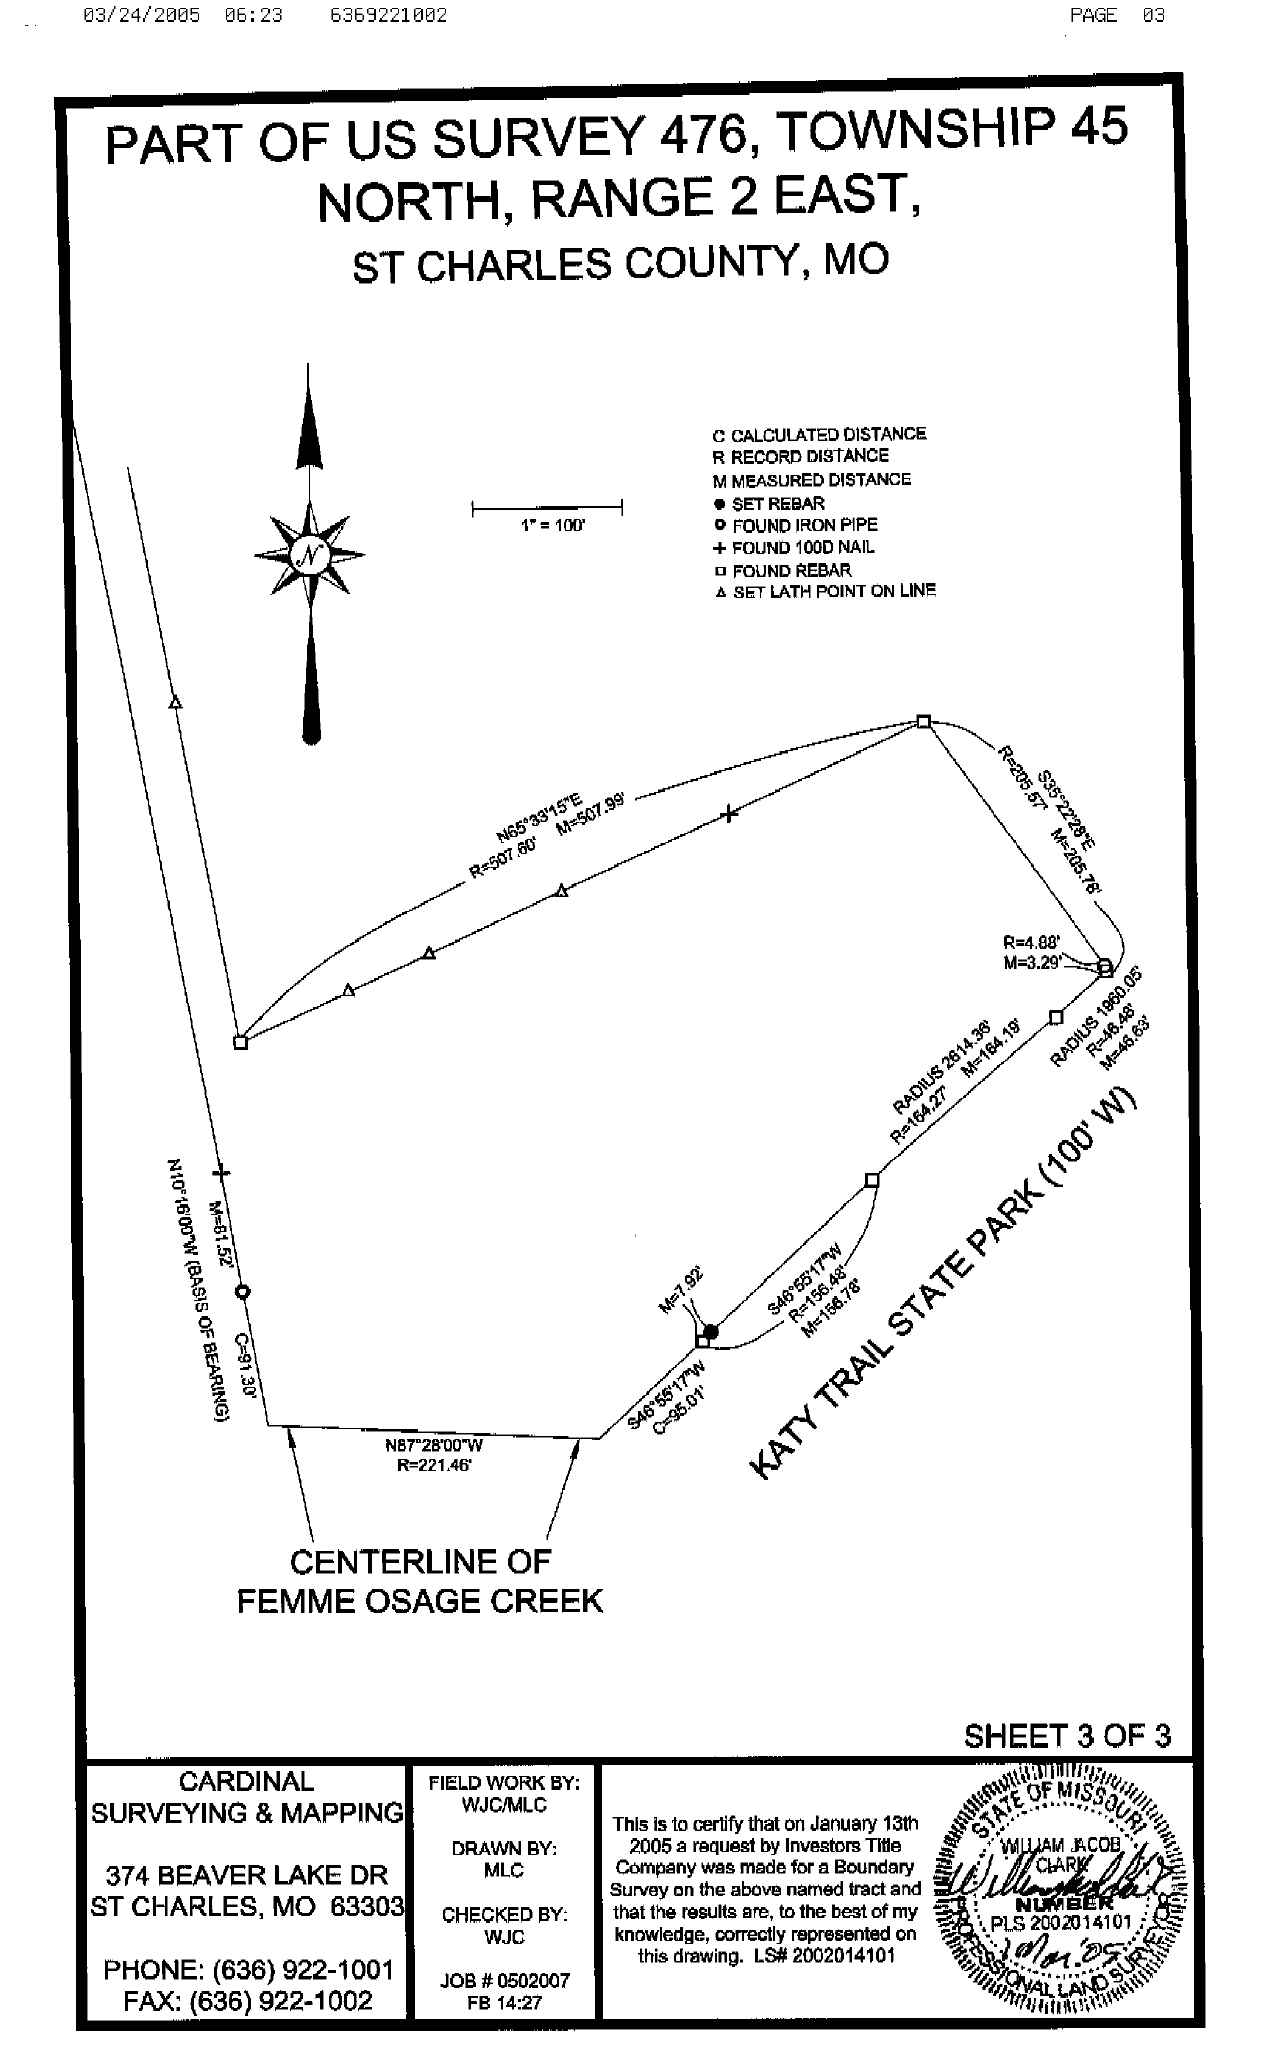 03/24/2005 06:23 6369221002 PAGE 03
PART OF US SURVEY 476, TOWNSHIP 45
NORTH, RANGE 2 EAST,
ST CHARLES COUNTY, MO
C CALCULATED DISTANCE
R RECORD DISTANCE
M MEASURED DISTANCE
SET REBAR
FOUND IRON PIPE
FOUND 100D NAIL
FOUND REBAR
SET LATH POINT ON LINE
N
1" = 100'
N65°33'15"E
R=507.60' M=507.99'
S35°22'28"E
R=205.57' M=205.76'
R=4.88'
M=3.29'
RADIUS 1960.05'
R=46.48'
M=46.63'
RADIUS 2814.36'
R=164.27' M=164.19'
KATY TRAIL STATE PARK (100' W)
N10°16'00"W (BASIS OF BEARING)
M=81.52'
C=91.30'
M=7.92'
S46°55'17"W
R=156.48'
M=156.78'
S46°55'17"W
C=95.01'
N87°28'00"W
R=221.46'
CENTERLINE OF
FEMME OSAGE CREEK
SHEET 3 OF 3
CARDINAL
SURVEYING & MAPPING
374 BEAVER LAKE DR
ST CHARLES, MO 63303
PHONE: (636) 922-1001
FAX: (636) 922-1002
FIELD WORK BY:
WJC/MLC
DRAWN BY:
MLC
CHECKED BY:
WJC
JOB # 0502007
FB 14:27
This is to certify that on January 13th
2005 a request by Investors Title
Company was made for a Boundary
Survey on the above named tract and
that the results are, to the best of my
knowledge, correctly represented on
this drawing. LS# 2002014101
STATE OF MISSOURI
WILLIAM JACOB
CLARK
NUMBER
PLS 2002014101
1 Mar '05
PROFESSIONAL LAND SURVEYOR